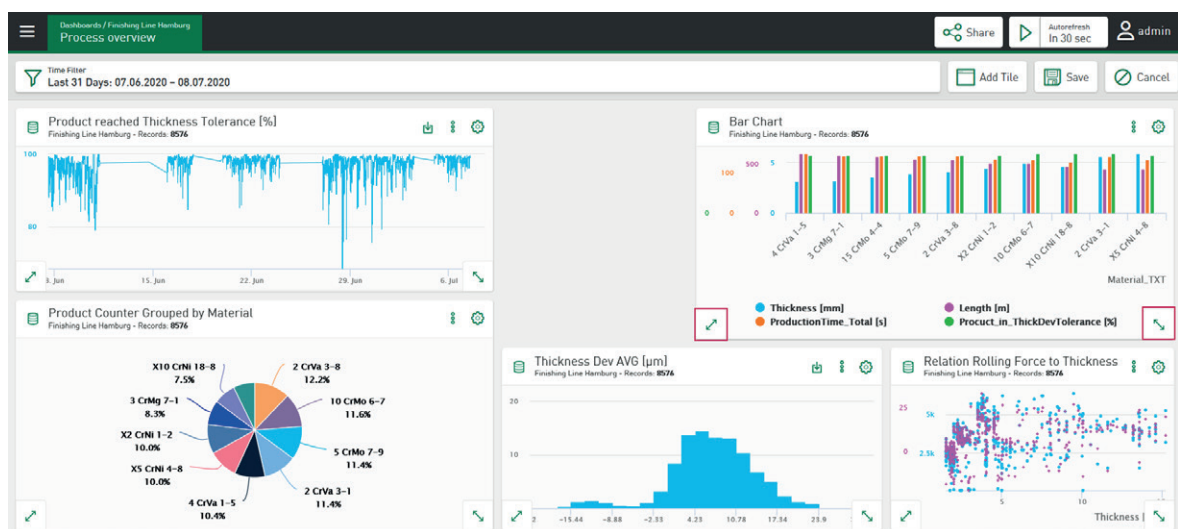 Dashboards / Finishing Line Hamburg
Process overview
Share
Autorefresh
In 30 sec
admin
Time Filter
Last 31 Days: 07.06.2020 – 08.07.2020
Add Tile
Save
Cancel
Product reached Thickness Tolerance [%]
Finishing Line Hamburg - Records: 8576
100
80
8. Jun
15. Jun
22. Jun
29. Jun
6. Jul
Bar Chart
Finishing Line Hamburg - Records: 8576
500
5
100
0
0
0
0
4 CrVa 1-5
3 CrMg 7-1
15 CrMo 4-4
5 CrMo 7-9
2 CrVa 3-8
X2 CrNi 1-2
10 CrMo 6-7
X10 CrNi 18-8
2 CrVa 3-1
X5 CrNi 4-8
Material_TXT
Thickness [mm]
Length [m]
ProductionTime_Total [s]
Procuct_in_ThickDevTolerance [%]
Product Counter Grouped by Material
Finishing Line Hamburg - Records: 8576
X10 CrNi 18-8
7.5%
2 CrVa 3-8
12.2%
3 CrMg 7-1
8.3%
10 CrMo 6-7
11.6%
X2 CrNi 1-2
10.0%
5 CrMo 7-9
11.4%
X5 CrNi 4-8
10.0%
2 CrVa 3-1
11.4%
4 CrVa 1-5
10.4%
Thickness Dev AVG [µm]
Finishing Line Hamburg - Records: 8576
20
10
-15.44
-8.88
-2.33
4.23
10.78
17.34
23.9
Relation Rolling Force to Thickness
Finishing Line Hamburg - Records: 8576
25
5k
0
2.5k
5
10
Thickness [